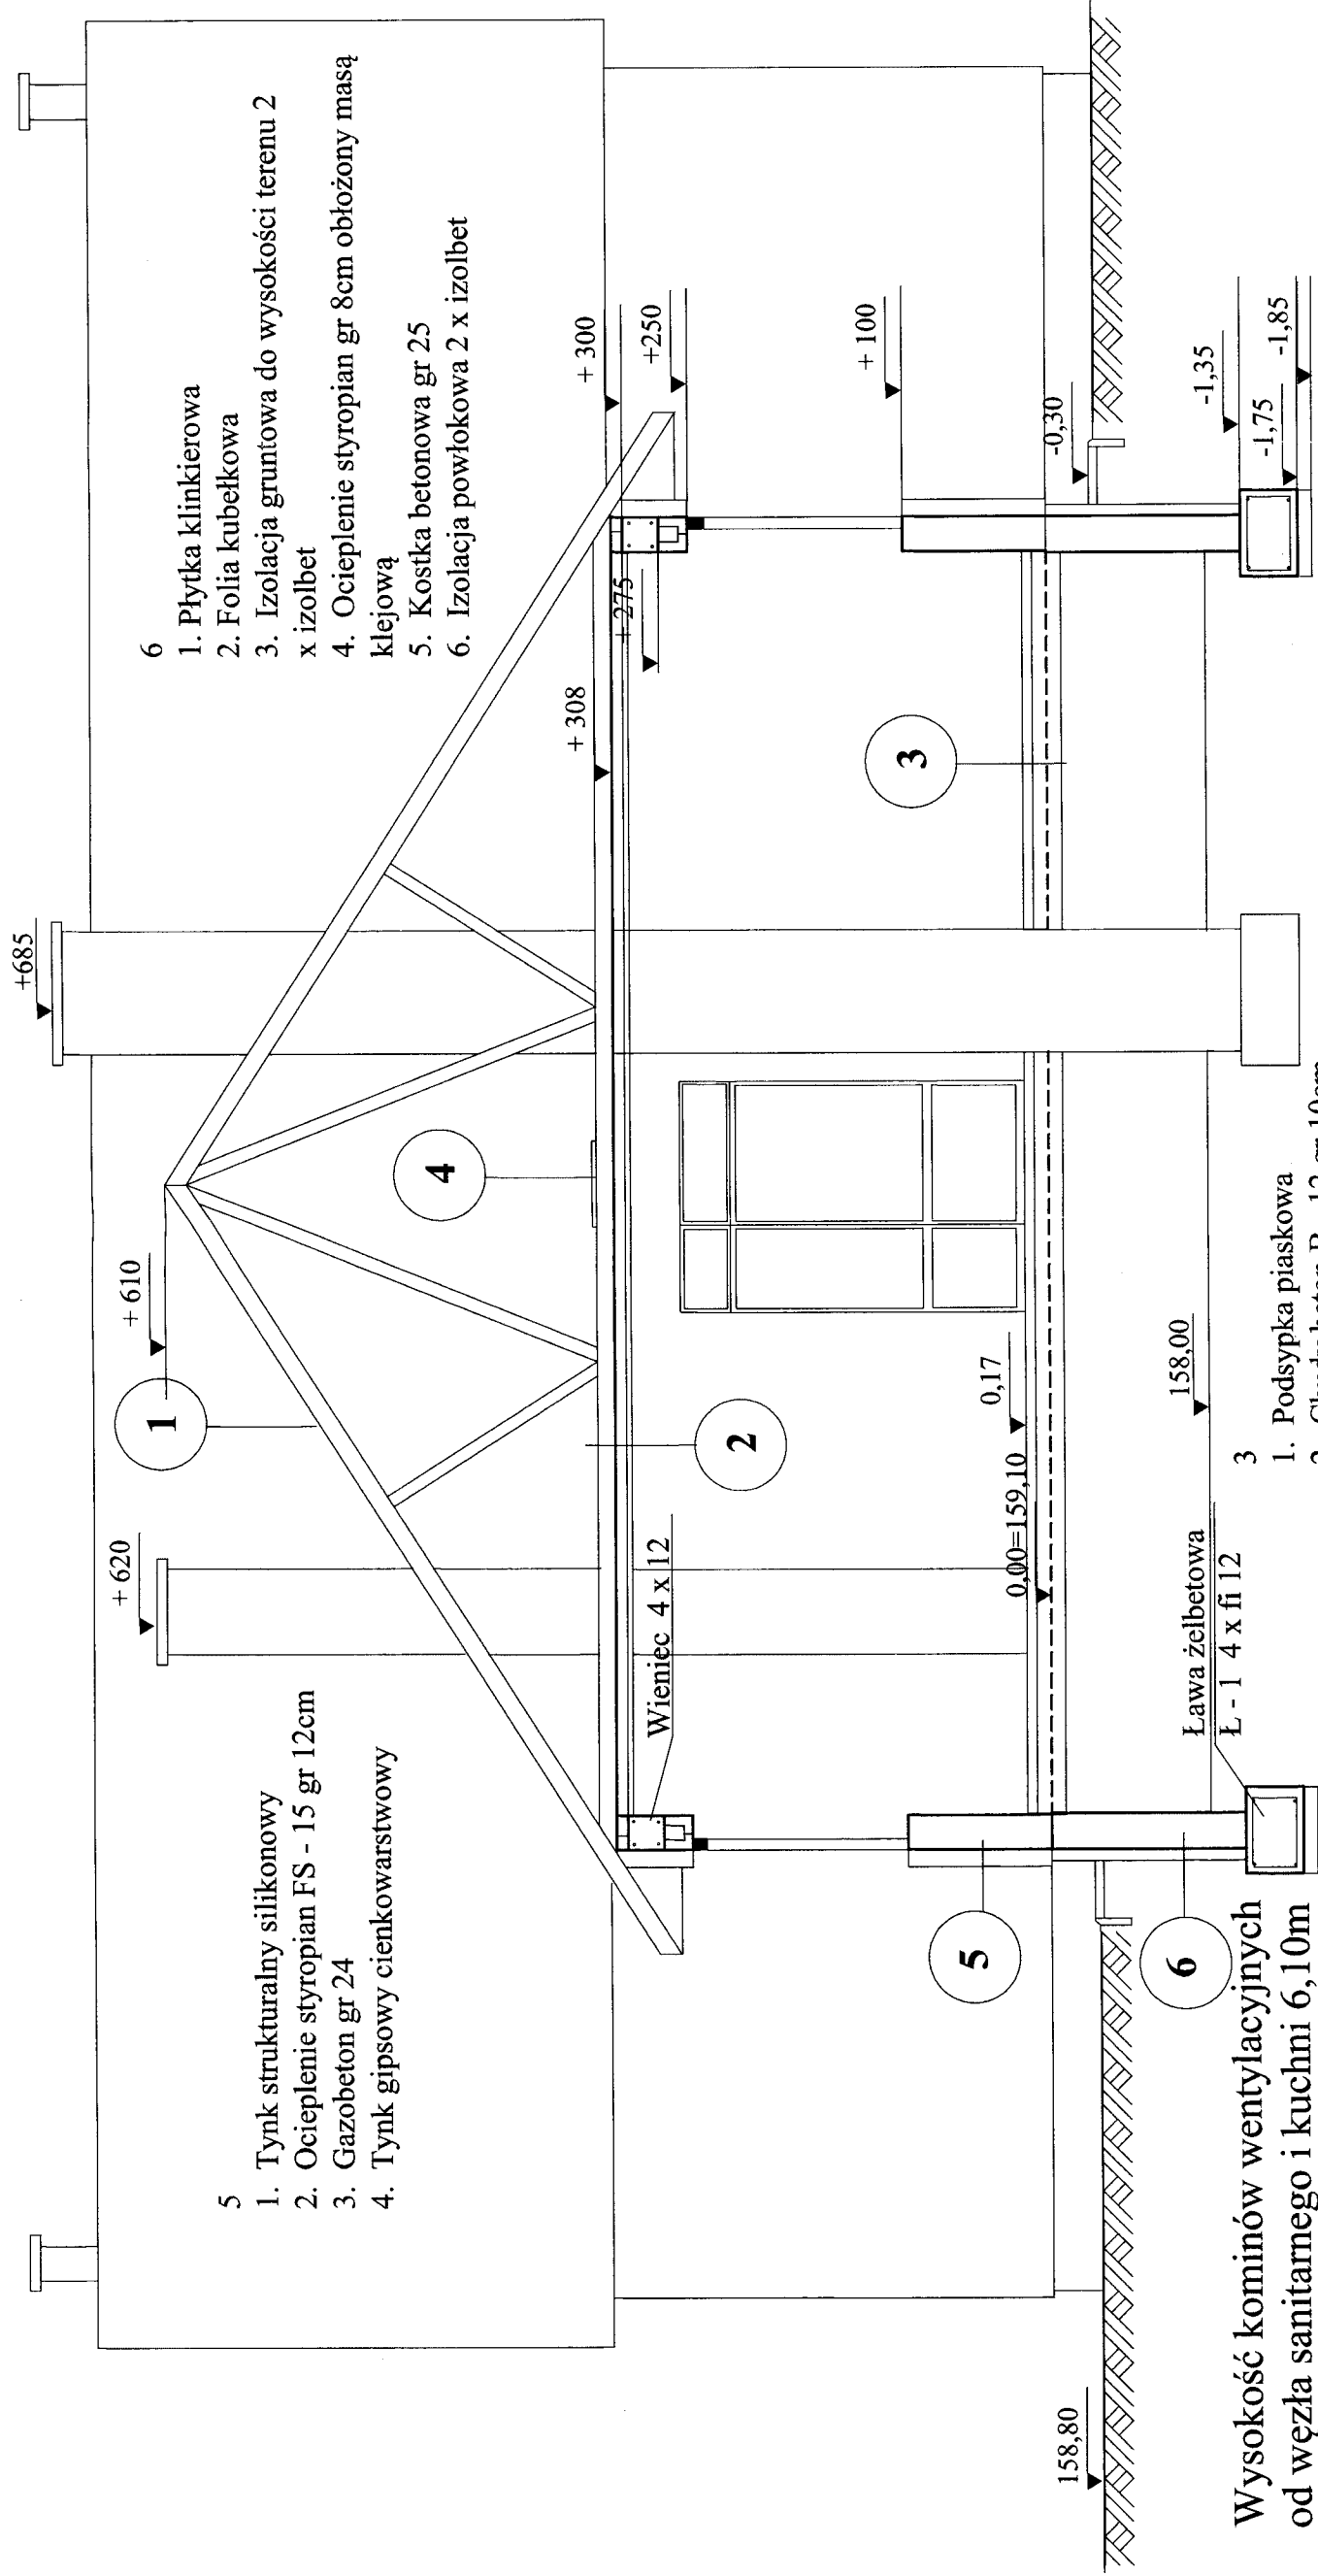 +685
+ 620
+ 610
6
1. Płytka klinkierowa
2. Folia kubełkowa
3. Izolacja gruntowa do wysokości terenu 2
x izolbet
4. Ocieplenie styropian gr 8cm obłożony masą
klejową
5. Kostka betonowa gr 25
6. Izolacja powłokowa 2 x izolbet
5
1. Tynk strukturalny silikonowy
2. Ocieplenie styropian FS - 15 gr 12cm
3. Gazobeton gr 24
4. Tynk gipsowy cienkowarstwowy
1
4
2
3
5
6
+ 308
+ 300
+250
+ 275
+ 100
Wieniec 4 x 12
0,17
0,00=159,10
-0,30
158,80
158,00
-1,35
-1,75
-1,85
Ława żelbetowa
Ł - 1 4 x fi 12
3
1. Podsypka piaskowa
Wysokość kominów wentylacyjnych
od węzła sanitarnego i kuchni 6,10m